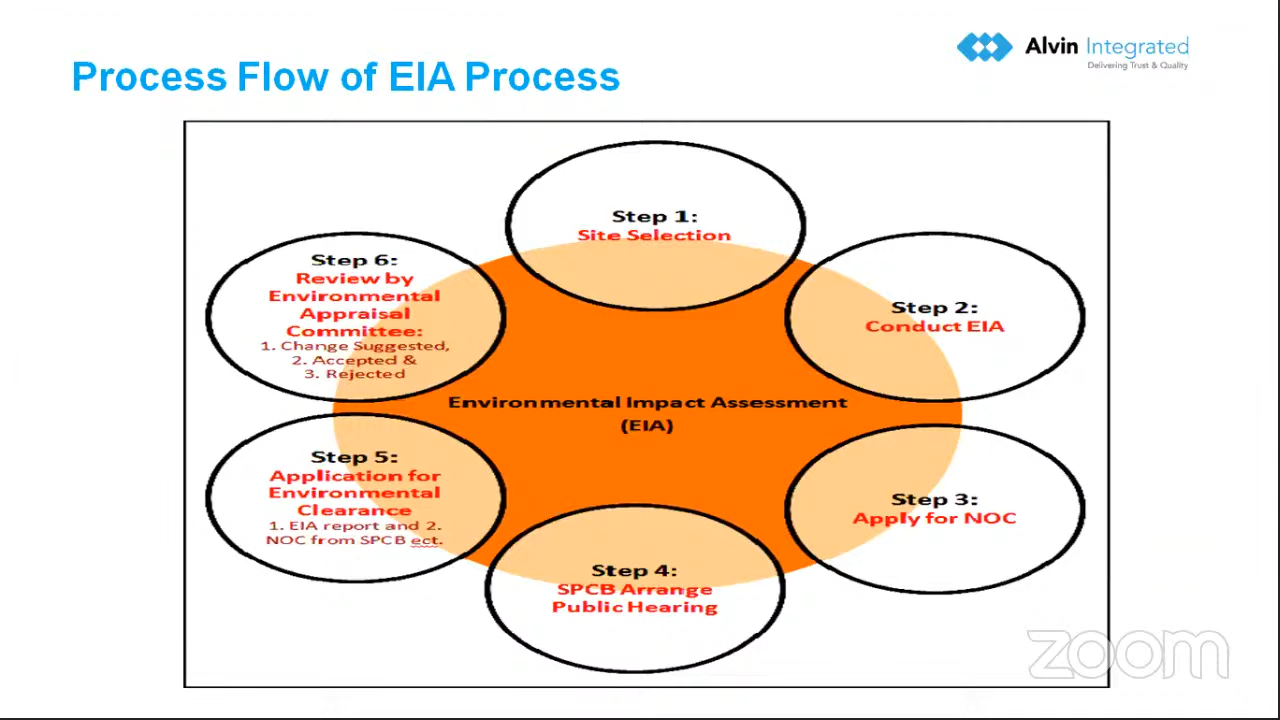 Process Flow of EIA Process
Alvin Integrated
Delivering Trust & Quality
Step 1:
Site Selection
Step 2:
Conduct EIA
Step 3:
Apply for NOC
Step 4:
SPCB Arrange
Public Hearing
Step 5:
Application for
Environmental
Clearance
1. EIA report and 2.
NOC from SPCB ect.
Step 6:
Review by
Environmental
Appraisal
Committee:
1. Change Suggested,
2. Accepted &
3. Rejected
Environmental Impact Assessment
(EIA)
zoom